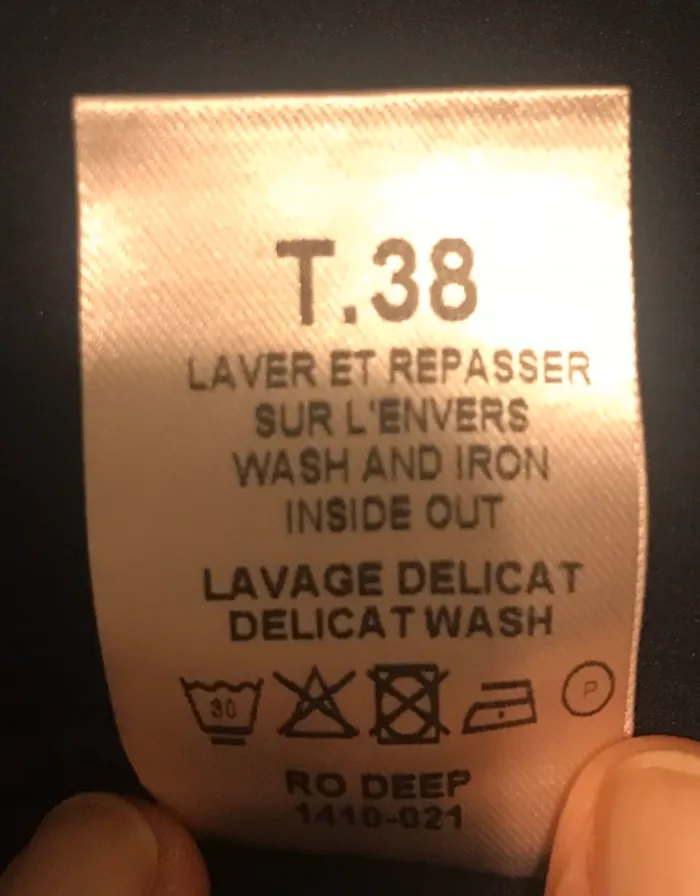 T.38
LAVER ET REPASSER
SUR L'ENVERS
WASH AND IRON
INSIDE OUT
LAVAGE DELICAT
DELICAT WASH
30 P
RO DEEP
1410-021